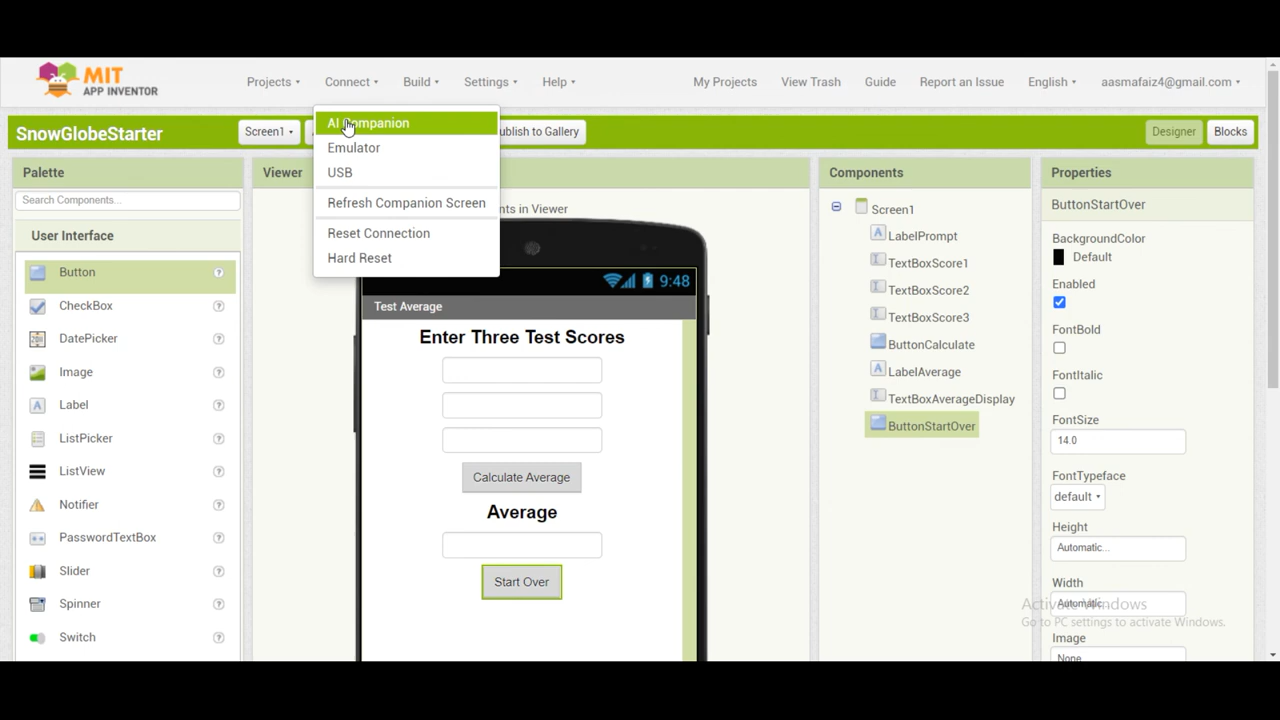 MIT
APP INVENTOR
Projects Connect Build Settings Help My Projects View Trash Guide Report an Issue English aasmafaiz4@gmail.com
SnowGlobeStarter Screen1 ublish to Gallery Designer Blocks
AI Companion
Emulator
USB
Refresh Companion Screen
Reset Connection
Hard Reset
Palette
Search Components...
User Interface
Button ?
CheckBox ?
DatePicker ?
Image ?
Label ?
ListPicker ?
ListView ?
Notifier ?
PasswordTextBox ?
Slider ?
Spinner ?
Switch ?
Viewer
nts in Viewer
9:48
Test Average
Enter Three Test Scores
Calculate Average
Average
Start Over
Components
Screen1
LabelPrompt
TextBoxScore1
TextBoxScore2
TextBoxScore3
ButtonCalculate
LabelAverage
TextBoxAverageDisplay
ButtonStartOver
Properties
ButtonStartOver
BackgroundColor
Default
Enabled
FontBold
FontItalic
FontSize
14.0
FontTypeface
default
Height
Automatic...
Width
Automatic...
Image
None
Activate Windows
Go to PC settings to activate Windows.